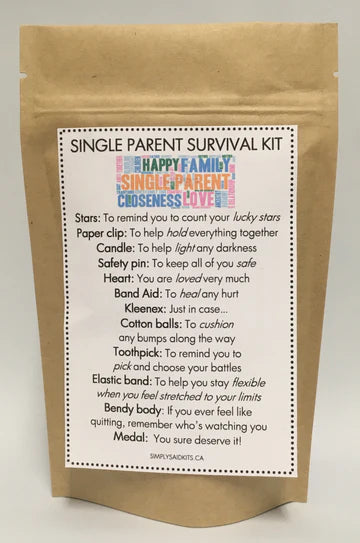 SINGLE PARENT SURVIVAL KIT
HAPPY FAMILY
SINGLE PARENT
CLOSENESS LOVE
Stars: To remind you to count your lucky stars
Paper clip: To help hold everything together
Candle: To help light any darkness
Safety pin: To keep all of you safe
Heart: You are loved very much
Band Aid: To heal any hurt
Kleenex: Just in case...
Cotton balls: To cushion
any bumps along the way
Toothpick: To remind you to
pick and choose your battles
Elastic band: To help you stay flexible
when you feel stretched to your limits
Bendy body: If you ever feel like
quitting, remember who's watching you
Medal: You sure deserve it!
SIMPLYSAIDKITS.CA